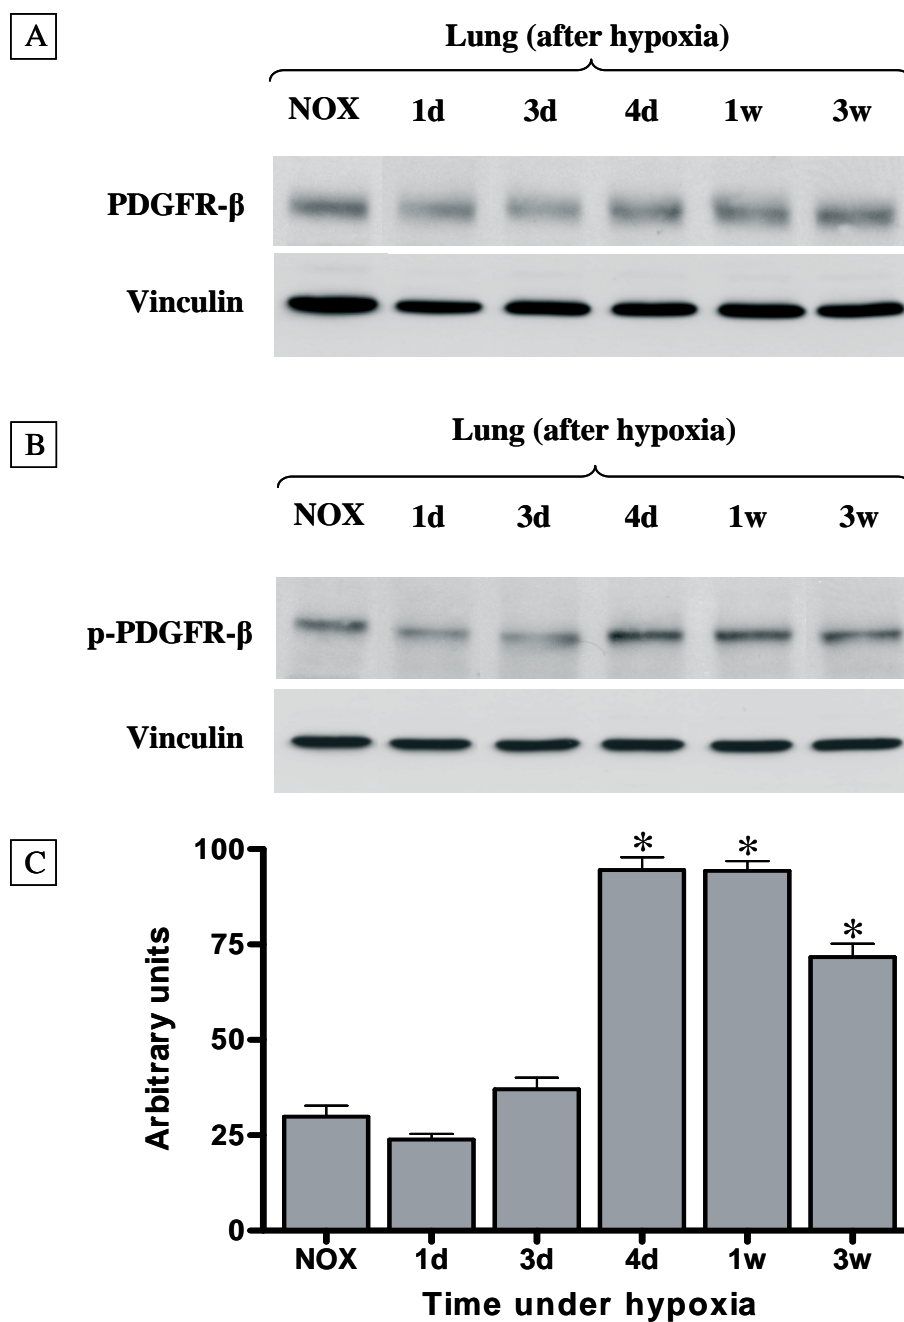 A
Lung (after hypoxia)
NOX 1d 3d 4d 1w 3w
PDGFR-β
Vinculin
B
Lung (after hypoxia)
NOX 1d 3d 4d 1w 3w
p-PDGFR-β
Vinculin
C
100
75
50
25
0
Arbitrary units
* * *
NOX 1d 3d 4d 1w 3w
Time under hypoxia